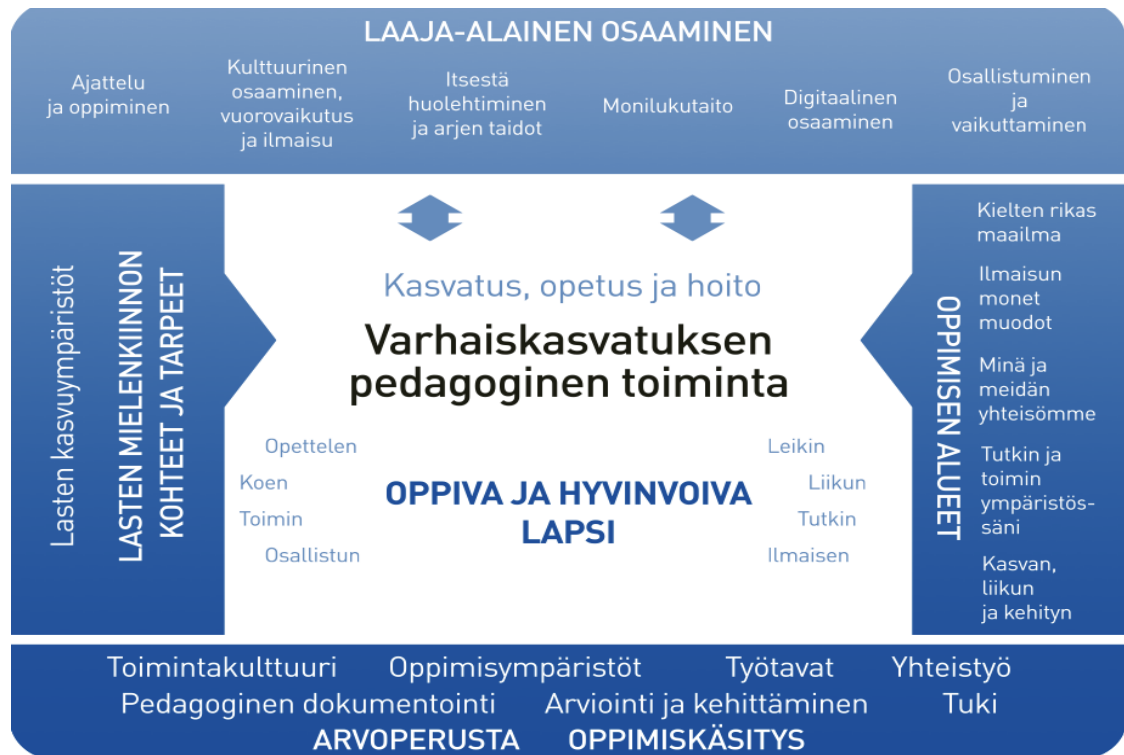 LAAJA-ALAINEN OSAAMINEN
Ajattelu
ja oppiminen
Kulttuurinen
osaaminen,
vuorovaikutus
ja ilmaisu
Itsestä
huolehtiminen
ja arjen taidot
Monilukutaito
Digitaalinen
osaaminen
Osallistuminen
ja
vaikuttaminen
Lasten kasvuympäristöt
LASTEN MIELENKIINNON
KOHTEET JA TARPEET
Kasvatus, opetus ja hoito
Varhaiskasvatuksen
pedagoginen toiminta
Opettelen
Koen
Toimin
Osallistun
OPPIVA JA HYVINVOIVA
LAPSI
Leikin
Liikun
Tutkin
Ilmaisen
OPPIMISEN ALUEET
Kielten rikas
maailma
Ilmaisun
monet
muodot
Minä ja
meidän
yhteisömme
Tutkin ja
toimin
ympäristös-
säni
Kasvan,
liikun
ja kehityn
Toimintakulttuuri Oppimisympäristöt Työtavat Yhteistyö
Pedagoginen dokumentointi Arviointi ja kehittäminen Tuki
ARVOPERUSTA OPPIMISKÄSITYS